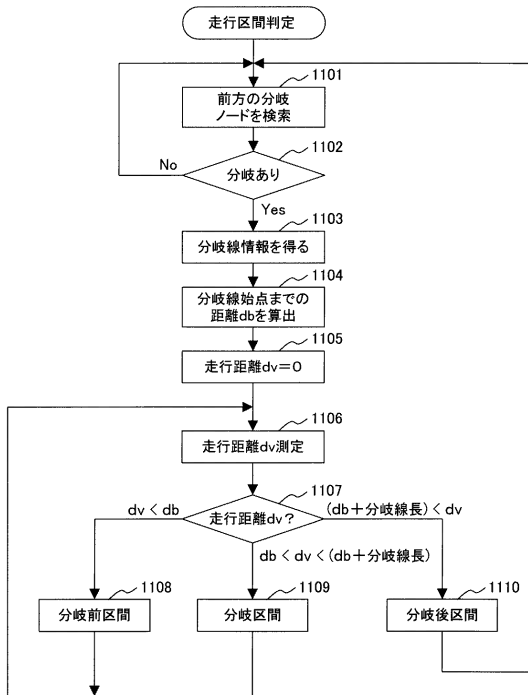 走行区間判定
1101
前方の分岐
ノードを検索
1102
分岐あり
No
Yes
1103
分岐線情報を得る
1104
分岐線始点までの
距離dbを算出
1105
走行距離dv=0
1106
走行距離dv測定
1107
走行距離dv?
dv<db
(db+分岐線長)<dv
db<dv<(db+分岐線長)
1108
分岐前区間
1109
分岐区間
1110
分岐後区間